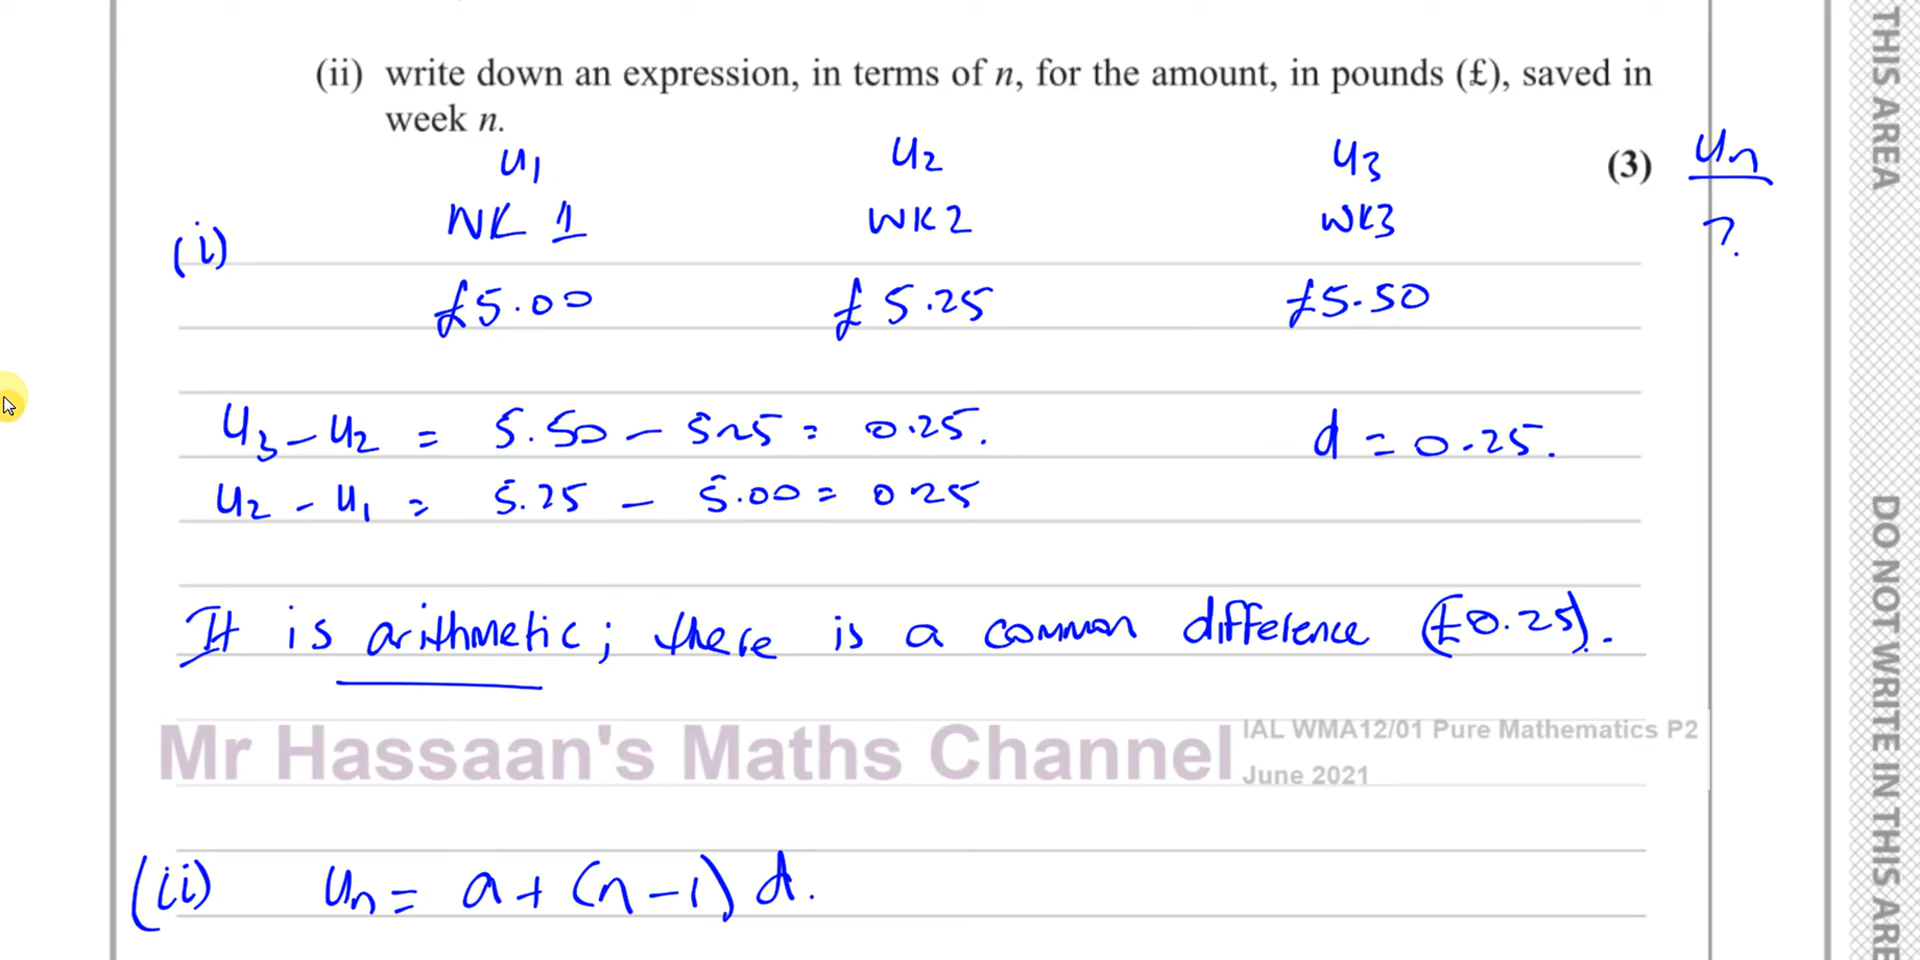 (ii) write down an expression, in terms of n, for the amount, in pounds (£), saved in
week n.
(3)
u₁ u₂ u₃ uₙ
(i) WK 1 WK2 WK3 ?
£5.00 £5.25 £5.50
u₃ - u₂ = 5.50 - 5.25 = 0.25. d = 0.25.
u₂ - u₁ = 5.25 - 5.00 = 0.25
It is arithmetic; there is a common difference (£0.25).
Mr Hassaan's Maths Channel
IAL WMA12/01 Pure Mathematics P2
June 2021
(ii) uₙ = a + (n - 1) d.
THIS AREA
DO NOT WRITE IN THIS ARE